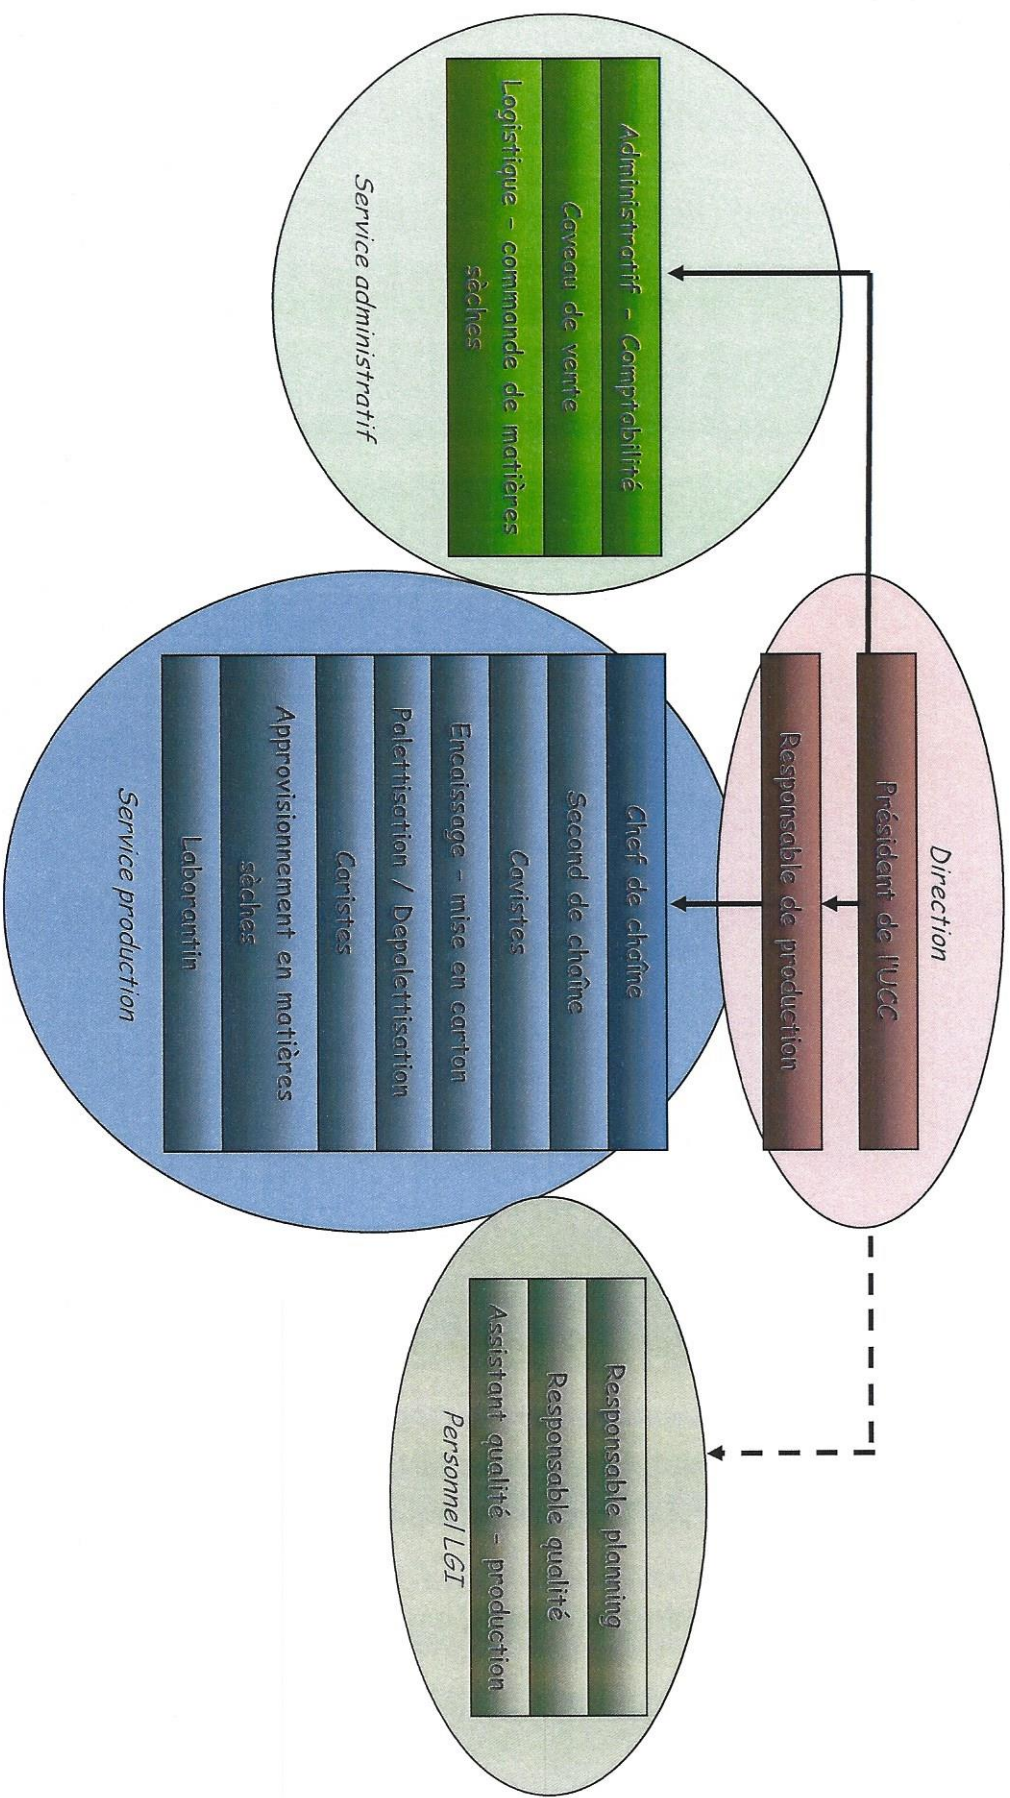 Direction
Président de l'UCC
Responsable de production
Administratif - Comptabilité
Caveau de vente
Logistique - commande de matières
sèches
Service administratif
Chef de chaîne
Second de chaîne
Cavistes
Encaissage - mise en carton
Palettisation / Depalettisation
Caristes
Approvisionnement en matières
sèches
Laborantin
Service production
Responsable planning
Responsable qualité
Assistant qualité - production
Personnel LGI